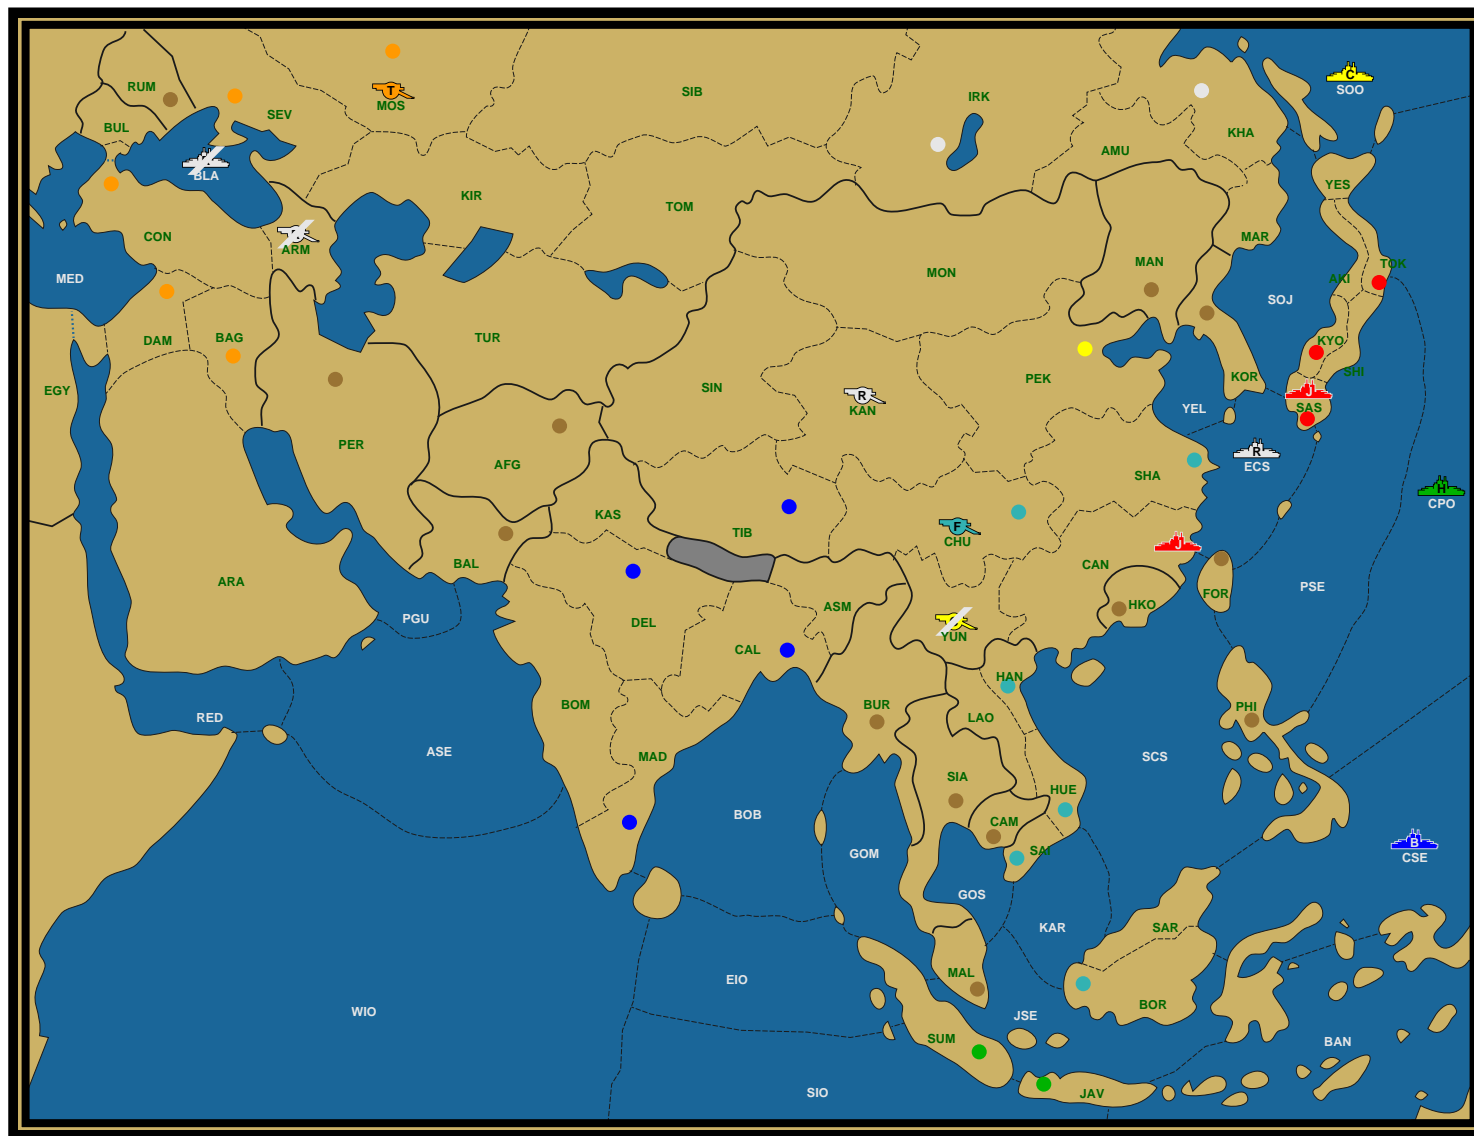 C
SOO
RUM
SEV
T
MOS
SIB
IRK
BUL
KHA
AMU
BLA
YES
KIR
TOM
CON
ARM
MAR
MED
MON
MAN
TOK
AKI
SOJ
DAM
BAG
TUR
KYO
EGY
SIN
PEK
KOR
SHI
R
KAN
J
SAS
YEL
PER
AFG
R
ECS
SHA
H
CPO
KAS
TIB
F
CHU
J
BAL
CAN
ARA
PSE
FOR
HKO
ASM
PGU
DEL
YUN
CAL
HAN
BOM
BUR
PHI
RED
LAO
ASE
MAD
SCS
SIA
HUE
BOB
CAM
B
CSE
GOM
SAI
GOS
KAR
SAR
MAL
EIO
BOR
WIO
JSE
SUM
BAN
SIO
JAV